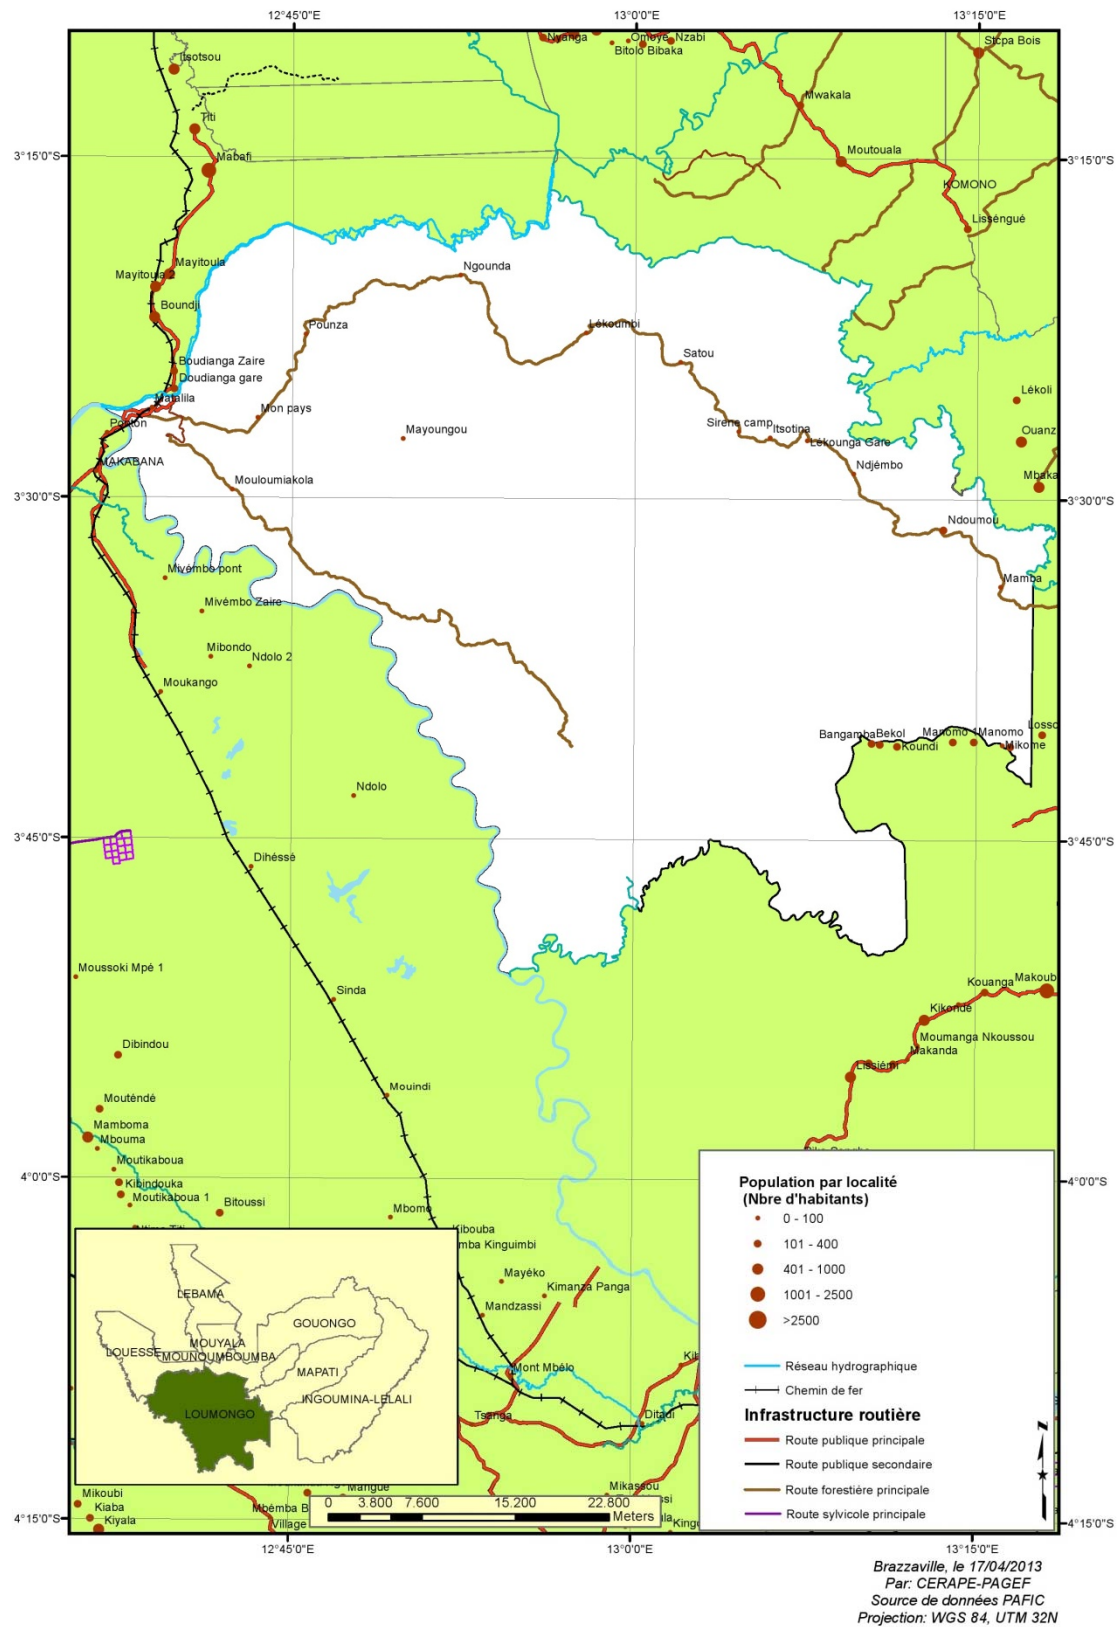 12°45'0"E
13°0'0"E
13°15'0"E
Itsotsou
Nyanga
Omoye
Nzabi
Bitolo Bibaka
Stcpa Bois
Mwakala
Titi
Mabafi
Moutouala
3°15'0"S
3°15'0"S
KOMONO
Lissèngué
Mayitoula
Mayitoula 2
Boundji
Ngounda
Pounza
Lékoumbi
Boudianga Zaire
Doudianga gare
Satou
Matalila
Mon pays
Lékoli
Ponton
Mayoungou
Sirene camp
Itsotina
Lékounga Gare
Ouanz
MAKABANA
Mouloumiakola
Ndjémbo
Mbaka
3°30'0"S
3°30'0"S
Ndoumou
Mivémbo pont
Mamba
Mivémbo Zaire
Mibondo
Ndolo 2
Moukango
Bangamba
Bekol
Koundi
Manomo 1
Manomo
Mikome
Losso
Ndolo
3°45'0"S
3°45'0"S
Dihéssé
Moussoki Mpé 1
Sinda
Kouanga
Makoub
Kikondé
Moumanga Nkoussou
Makanda
Dibindou
Lissiémi
Mouindi
Mouténdé
Mamboma
Mbouma
Moutikaboua
4°0'0"S
4°0'0"S
Kibindouka
Moutikaboua 1
Bitoussi
Mbomo
Kibouba
mba Kinguimbi
Mayéko
Kimanza Panga
Mandzassi
Mont Mbélo
Tsanga
Ditadi
Mikassou
Mikoubi
Kiaba
Kiyala
Mbémba B
Village
4°15'0"S
4°15'0"S
LEBAMA
GOUONGO
LOUESSE
MOUYALA
MOUNOUMBOUMBA
MAPATI
INGOUMINA-LELALI
LOUMONGO
0
3.800
7.600
15.200
22.800
Meters
Population par localité
(Nbre d'habitants)
0 - 100
101 - 400
401 - 1000
1001 - 2500
>2500
Réseau hydrographique
Chemin de fer
Infrastructure routière
Route publique principale
Route publique secondaire
Route forestière principale
Route sylvicole principale
N
12°45'0"E
13°0'0"E
13°15'0"E
Brazzaville, le 17/04/2013
Par: CERAPE-PAGEF
Source de données PAFIC
Projection: WGS 84, UTM 32N